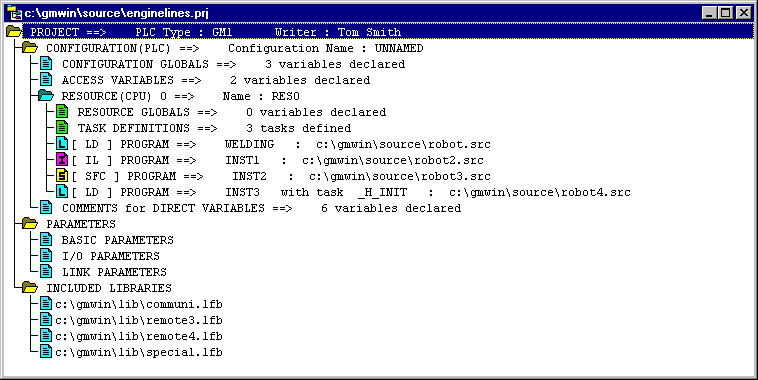 c:\gmwin\source\enginelines.prj
PROJECT ==> PLC Type : GM1 Writer : Tom Smith
CONFIGURATION(PLC) ==> Configuration Name : UNNAMED
CONFIGURATION GLOBALS ==> 3 variables declared
ACCESS VARIABLES ==> 2 variables declared
RESOURCE(CPU) 0 ==> Name : RES0
RESOURCE GLOBALS ==> 0 variables declared
TASK DEFINITIONS ==> 3 tasks defined
L [ LD ] PROGRAM ==> WELDING : c:\gmwin\source\robot.src
I [ IL ] PROGRAM ==> INST1 : c:\gmwin\source\robot2.src
S [ SFC ] PROGRAM ==> INST2 : c:\gmwin\source\robot3.src
L [ LD ] PROGRAM ==> INST3 with task _H_INIT : c:\gmwin\source\robot4.src
COMMENTS for DIRECT VARIABLES ==> 6 variables declared
PARAMETERS
BASIC PARAMETERS
I/O PARAMETERS
LINK PARAMETERS
INCLUDED LIBRARIES
c:\gmwin\lib\communi.lfb
c:\gmwin\lib\remote3.lfb
c:\gmwin\lib\remote4.lfb
c:\gmwin\lib\special.lfb